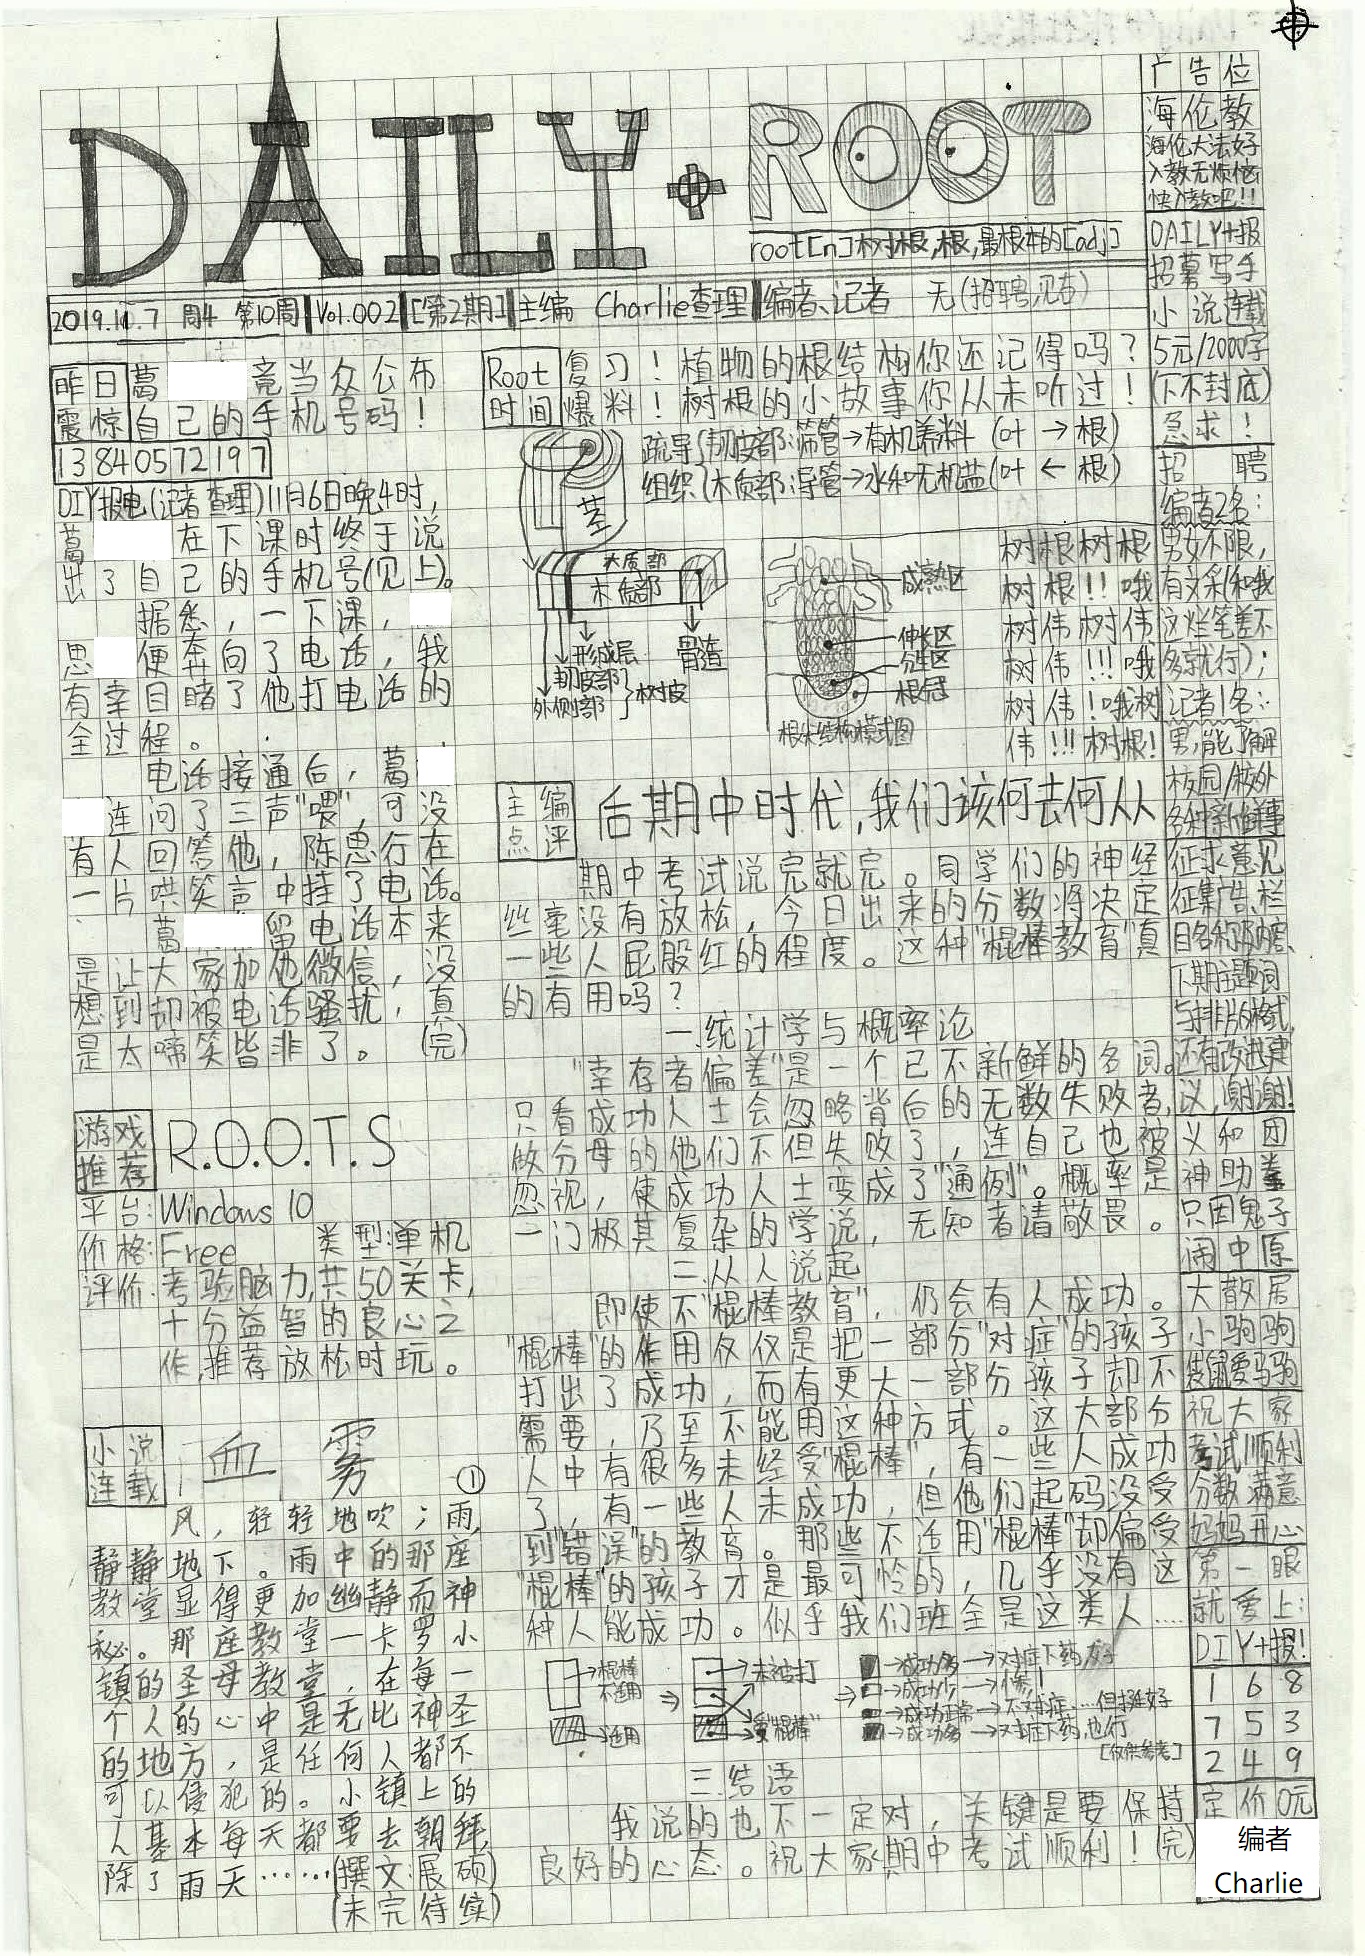 DAILY+ROOT
root[n]树根,根,最根本的[adj]
2019.11.7 周4 第10周 Vol.002 [第2期] 主编 Charlie查理 编者、记者 无(招聘,见右)
昨日
震惊
葛 竟当众公布
自己的手机号码！
13840572197
DIY报电(记者查理)11月6日晚4时,
葛 在下课时终于说
出了自己的手机号(见上)。
据悉，一下课，
思 便奔向了电话，我
有幸目睹了他打电话的
全过程。
电话接通后，葛
连问了三声"喂"，可没
有人回答他，陈思行在
一片哄笑声中挂了电话。
葛 留电话本来
是让大家加他微信，没
想到却被电话骚扰，真
是太啼笑皆非了。 (完)
游戏
推荐
R.O.O.T.S
平台:Windows 10
价格:Free 类型:单机
评价:考验脑力,共50关卡,
十分益智的良心之
作,推荐放松时玩。
小说
连载
血雾
①
风，轻轻地吹；雨,
静静地下。雨中的那座
教堂显得更加幽静而神
秘。那座教堂—卡罗小
镇的圣母教堂，在每一
个人的心中是无比神圣
的地方，是任何人都不
可以侵犯的。小镇上的
人基本每天都要去朝拜,
除了雨天……(撰文:展硕)
(未完待续)
Root
时间
复习！植物的根结构你还记得吗？
爆料！树根的小故事你从未听过！
疏导(韧皮部:筛管→有机养料 (叶→根)
组织(木质部:导管→水和无机盐(叶←根)
茎
木质部
形成层
韧皮部
外侧部
}树皮
骨髓
成熟区
伸长区
分生区
根冠
根尖结构模式图
树根树根
树根!!哦
树伟树伟
树伟!!!哦
树伟!哦树
伟!!!树根!
主编
点评
后期中时代,我们该何去何从
期中考试说完就完。同学们的神经
丝毫没有放松，今日出来的分数将决定
一些人屁股红的程度。这种"棍棒教育"真
的有用吗？
一.统计学与概率论
"幸存者偏差"是一个已不新鲜的名词。
只看成功人士会忽略背后的无数失败者,
做分母的他们不但失败了，连自己也被
忽视，使成功人士变成了"通例"。概率是
一门极其复杂的学说，无知者请敬畏。
二.从人说起
即使不"棍棒教育"，仍会有人成功。
"棍棒"的作用仅仅是把一部分"对症"的孩子
打出了成功，而有更大一部分孩子却不
需要，乃至不能用这种方式。这大部分
人中有很多未经受"棍棒"，有一些人成功
了，有一些人未成功，但他们起码没受
到"错误"的教育。那些不适用"棍棒"却偏受
"棍棒"的孩子才是最可怜的，几乎没有这
种人能成功。似乎我们班全是这类人……
棍棒
不适用
→适用
→未被打
→受"棍棒"
→成功多→对症下药,好
→成功少→惨！
→成功正常→不对症……但挺好
→成功多→对症下药,也行
[仅供参考]
三.结语
我说的也不一定对，关键是要保持
良好的心态。祝大家期中考试顺利！(完)
广告位
海伦教
海伦大法好
入教无烦恼
快入教吧!!
DAILY+报
招募写手
小说连载
5元/2000字
(下不封底)
急求！
招聘
编者2名:
男女不限,
有文采(和我
这烂笔差不
多就行);
记者1名:
男,能了解
校园/校外
各种新鲜事
征求意见
征集广告、栏
目名称及内容、
下期主题词
与排版格式,
还有改进建
议,谢谢!
义和团
神助拳
只因鬼子
闹中原
大散居
小驹驹
祝大家
考试顺利
分数满意
妈妈开心
第一眼
就爱上:
DIY+报!
1 6 8
7 5 3
2 4 9
定价0元
编者
Charlie